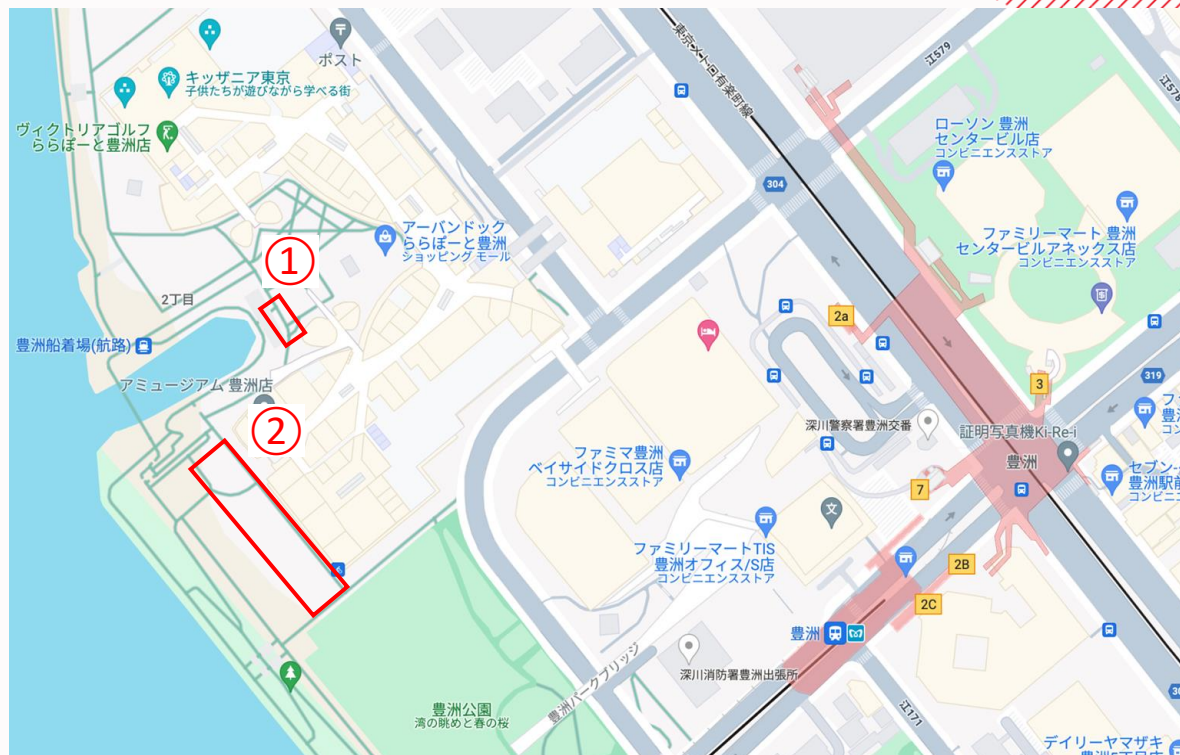 ポスト
キッザニア東京
子供たちが遊びながら学べる街
ヴィクトリアゴルフ
ららぽーと豊洲店
東京メトロ有楽町線
江579
江578
ローソン 豊洲
センタービル店
コンビニエンスストア
304
アーバンドック
ららぽーと豊洲
ショッピング モール
ファミリーマート 豊洲
センタービルアネックス店
コンビニエンスストア
①
2丁目
2a
豊洲船着場(航路)
アミュージアム 豊洲店
3
319
②
深川警察署豊洲交番
証明写真機Ki-Re-i
豊洲
ファミマ豊洲
ベイサイドクロス店
コンビニエンスストア
7
文
セブン-
豊洲駅前
コンビニ
ファミリーマートTIS
豊洲オフィス/S店
コンビニエンスストア
2B
2C
豊洲
深川消防署豊洲出張所
豊洲パークブリッジ
豊洲公園
湾の眺めと春の桜
江171
デイリーヤマザキ